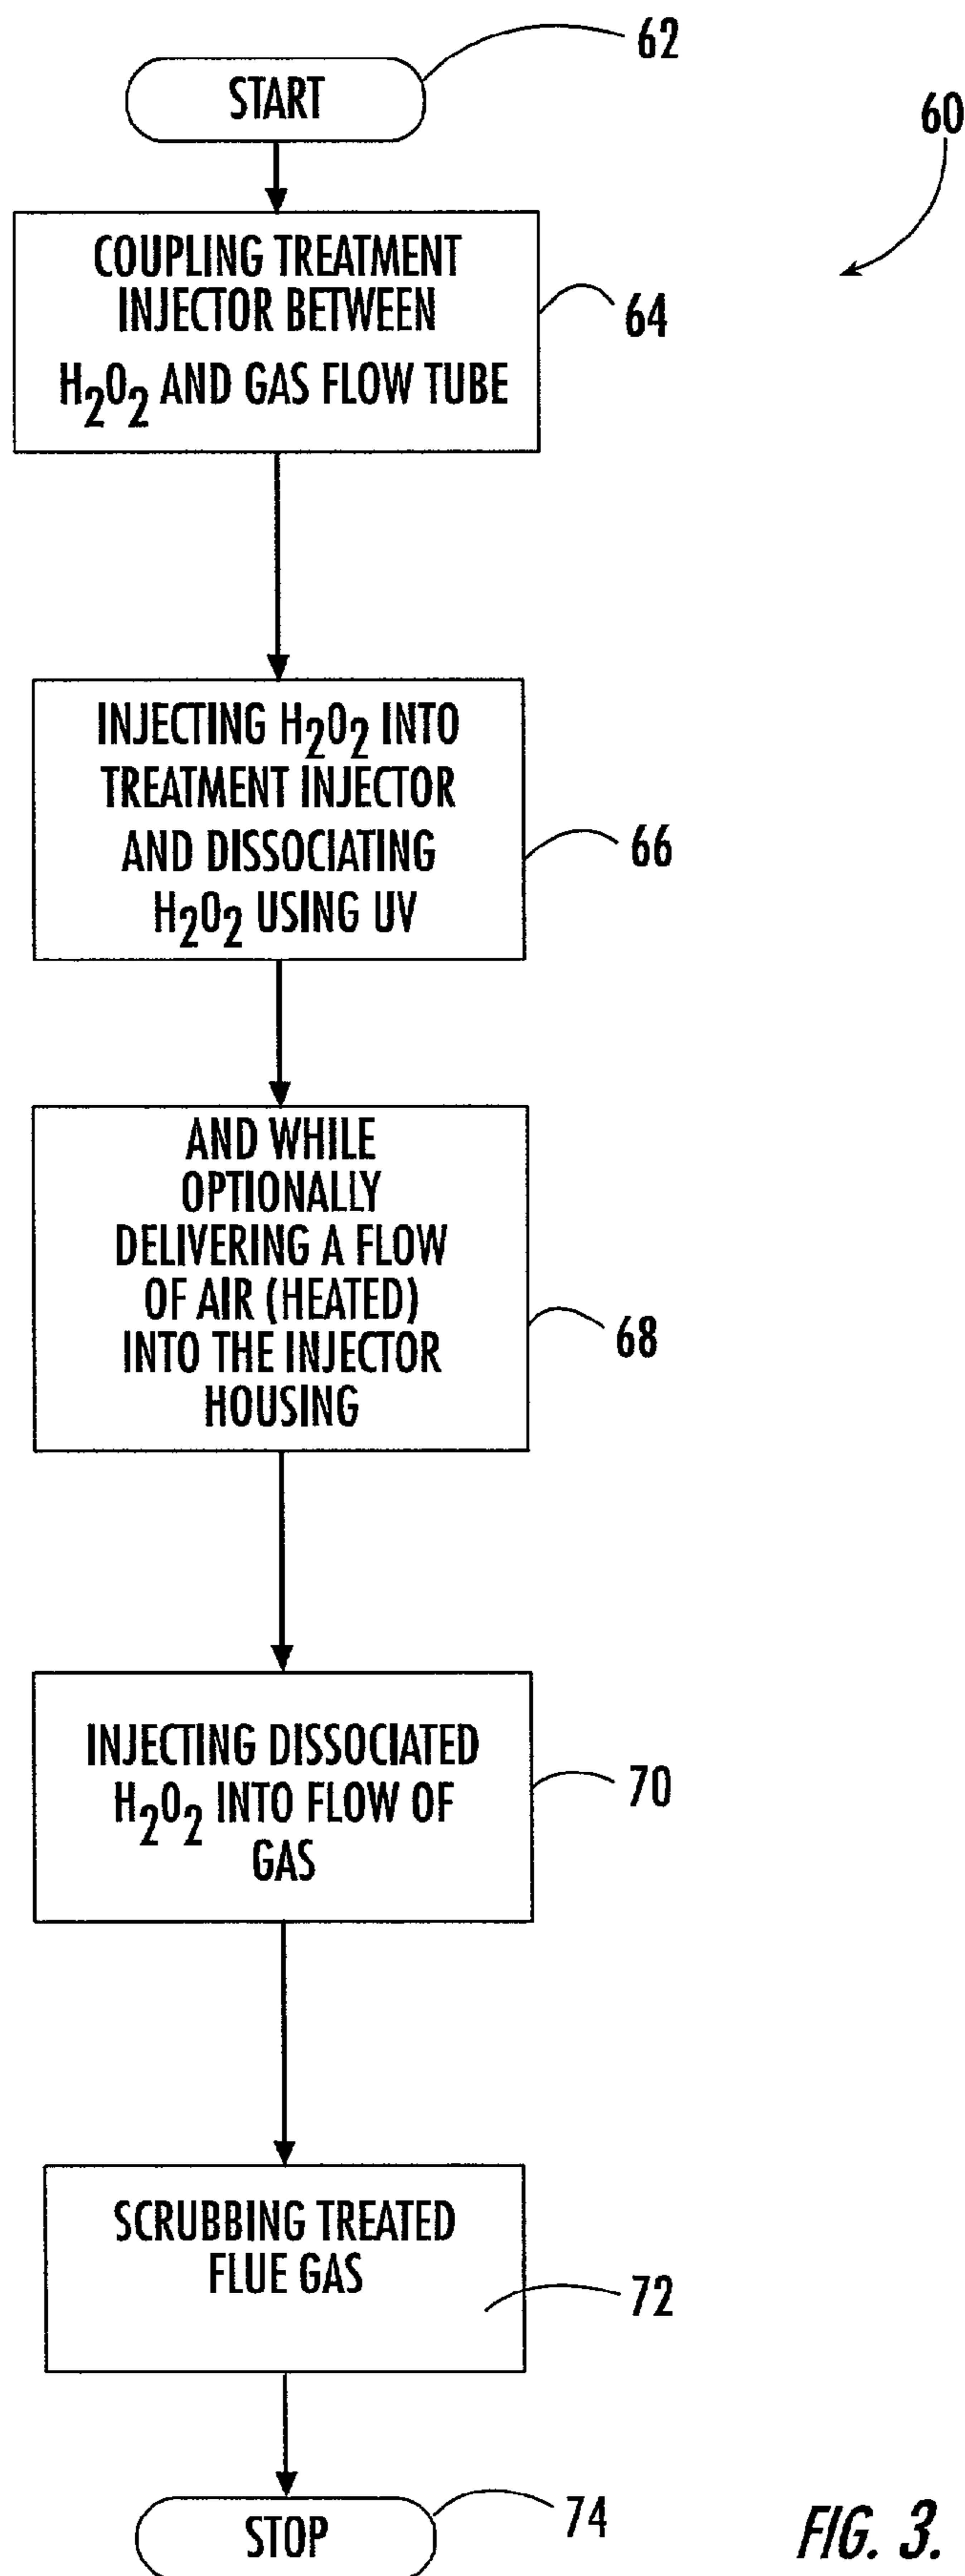 START
62
60
COUPLING TREATMENT
INJECTOR BETWEEN
H2O2 AND GAS FLOW TUBE
64
INJECTING H2O2 INTO
TREATMENT INJECTOR
AND DISSOCIATING
H2O2 USING UV
66
AND WHILE
OPTIONALLY
DELIVERING A FLOW
OF AIR (HEATED)
INTO THE INJECTOR
HOUSING
68
INJECTING DISSOCIATED
H2O2 INTO FLOW OF
GAS
70
SCRUBBING TREATED
FLUE GAS
72
STOP
74
FIG. 3.